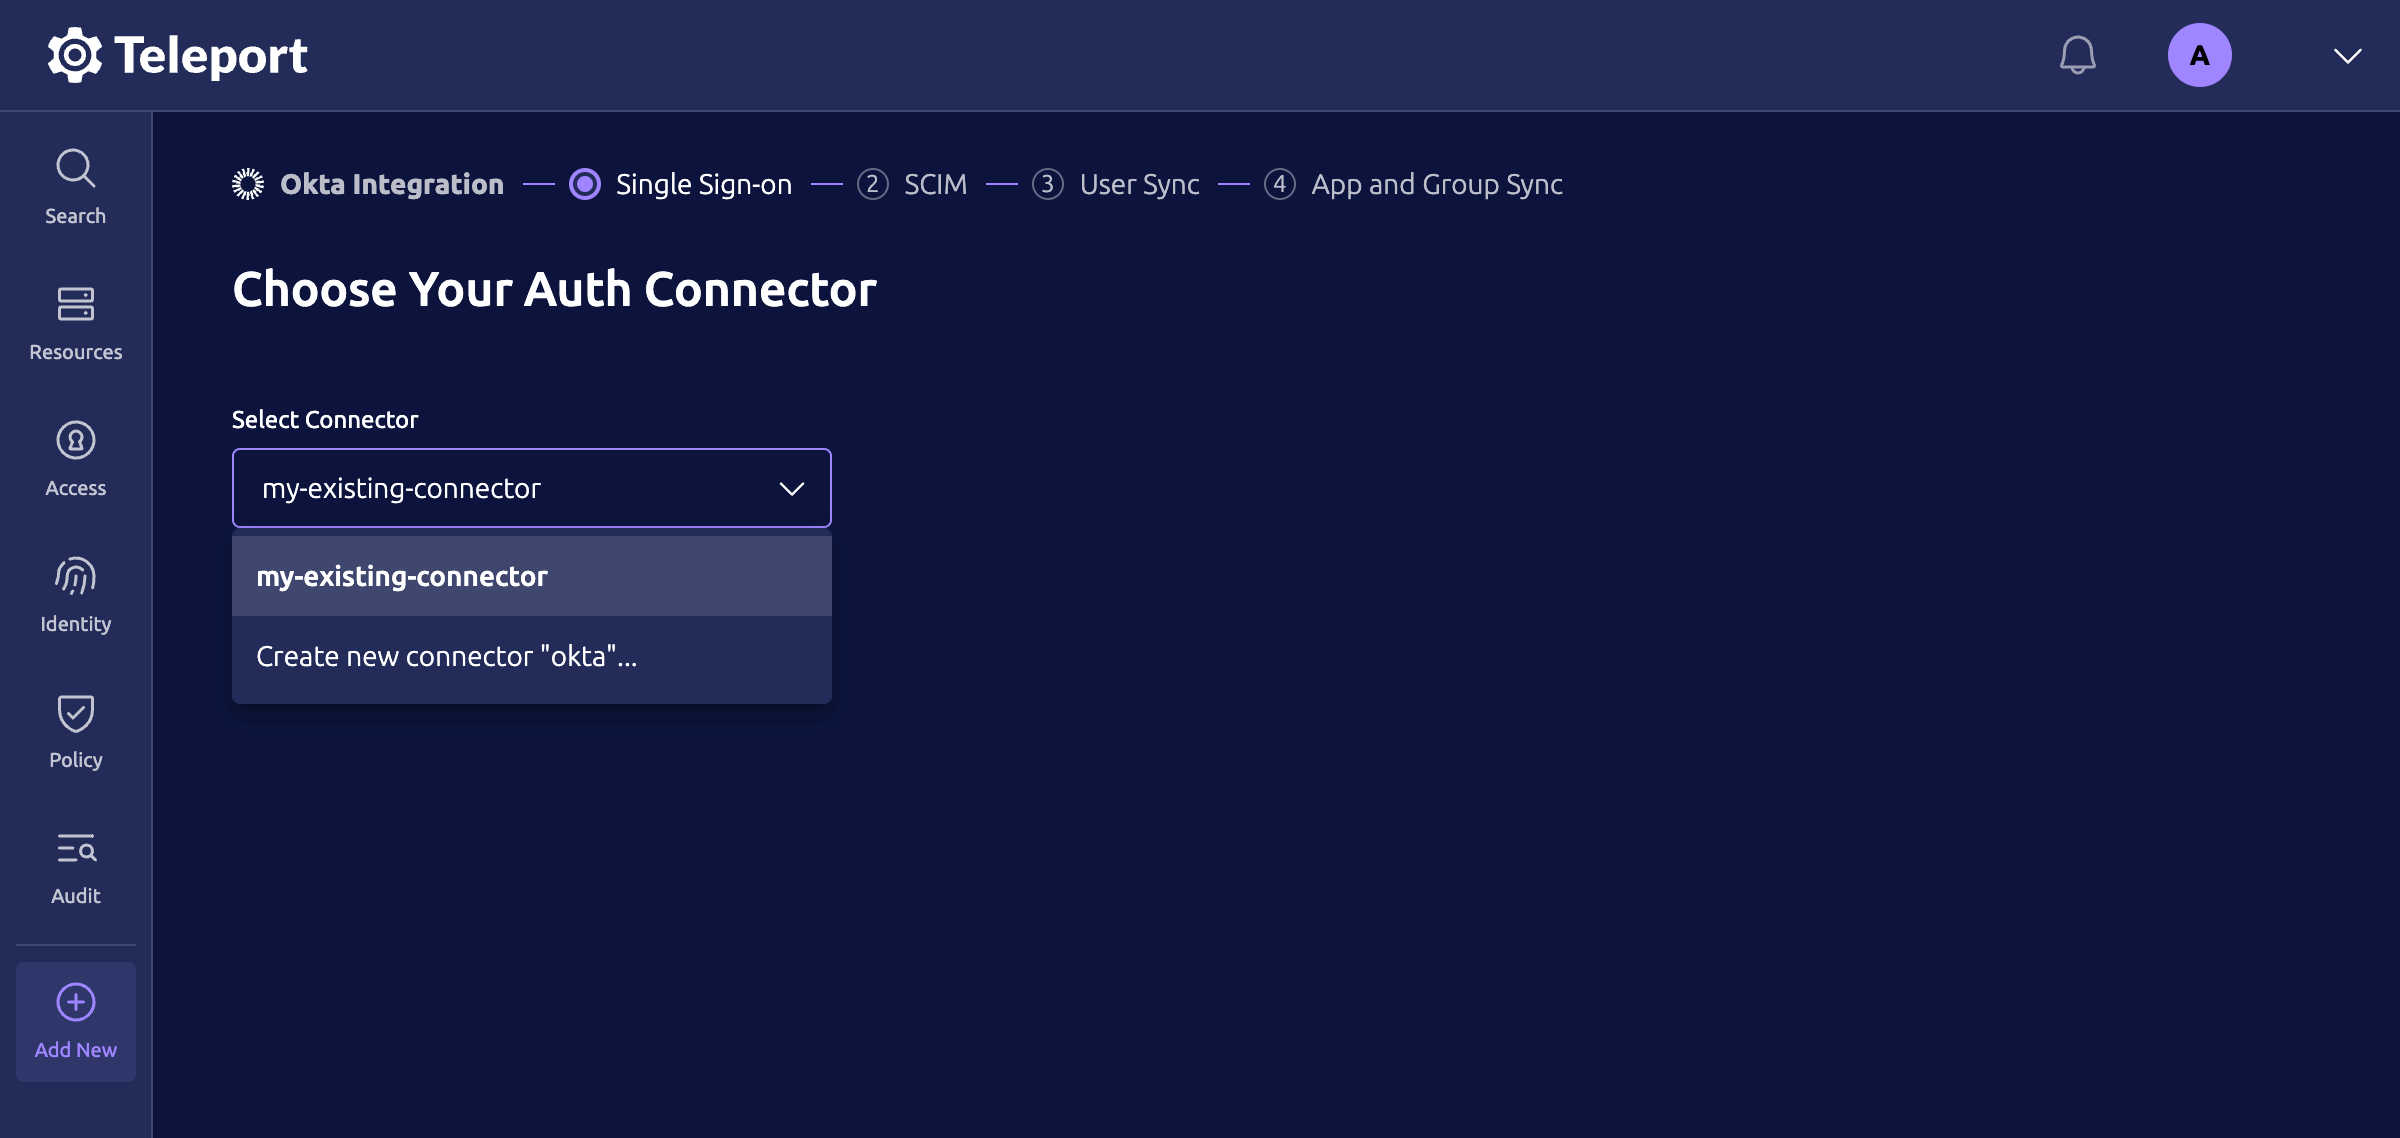 Teleport
A
Search
Resources
Access
Identity
Policy
Audit
Add New
Okta Integration Single Sign-on 2 SCIM 3 User Sync 4 App and Group Sync
Choose Your Auth Connector
Select Connector
my-existing-connector
my-existing-connector
Create new connector "okta"...